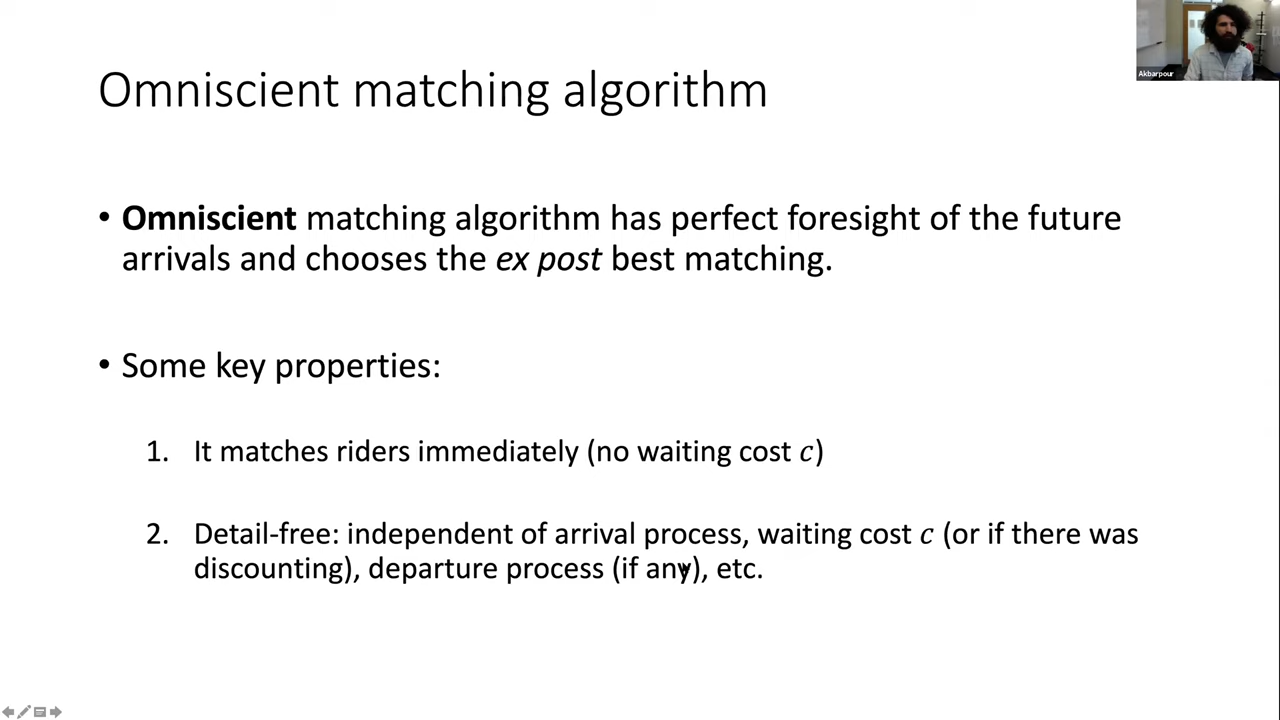 Akbarpour
Omniscient matching algorithm
• Omniscient matching algorithm has perfect foresight of the future
arrivals and chooses the ex post best matching.
• Some key properties:
1. It matches riders immediately (no waiting cost c)
2. Detail-free: independent of arrival process, waiting cost c (or if there was
discounting), departure process (if any), etc.